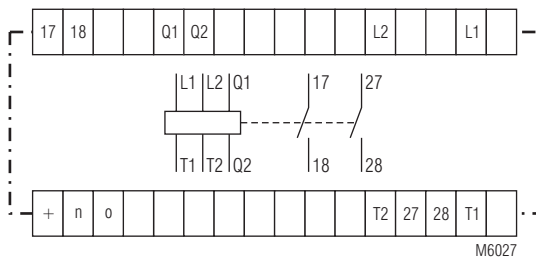 17 18 Q1 Q2 L2 L1
L1 L2 Q1 17 27
T1 T2 Q2 18 28
+ n o T2 27 28 T1
M6027